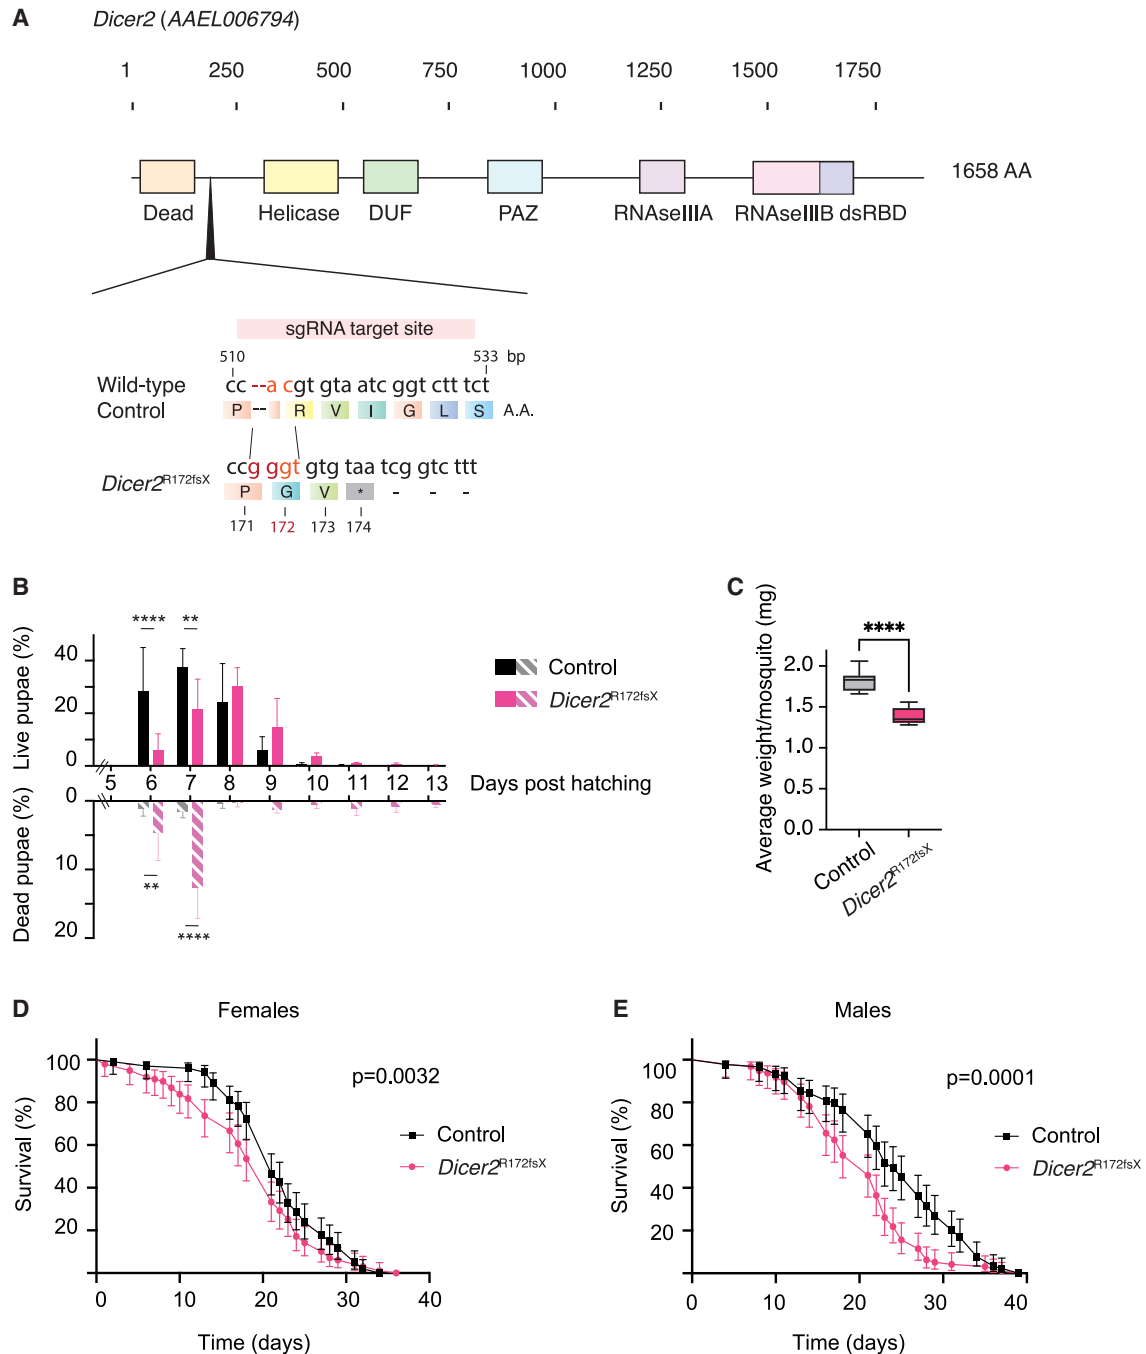 A
Dicer2 (AAEL006794)
1 250 500 750 1000 1250 1500 1750
1658 AA
Dead Helicase DUF PAZ RNAseIIIA RNAseIIIB dsRBD
sgRNA target site
510 533 bp
Wild-type cc --a cgt gta atc ggt ctt tct
Control P -- R V I G L S A.A.
Dicer2R172fsX ccg ggt gtg taa tcg gtc ttt
P G V * - - -
171 172 173 174
B
**** **
Live pupae (%)
40
20
0
Control
Dicer2R172fsX
5 6 7 8 9 10 11 12 13 Days post hatching
Dead pupae (%)
0
10
20
**
****
C
Average weight/mosquito (mg)
****
2.0
1.5
1.0
0.0
Control
Dicer2R172fsX
D
Females
Survival (%)
100
80
60
40
20
p=0.0032
Control
Dicer2R172fsX
0 10 20 30 40
Time (days)
E
Males
Survival (%)
100
80
60
40
20
p=0.0001
Control
Dicer2R172fsX
0 10 20 30 40
Time (days)